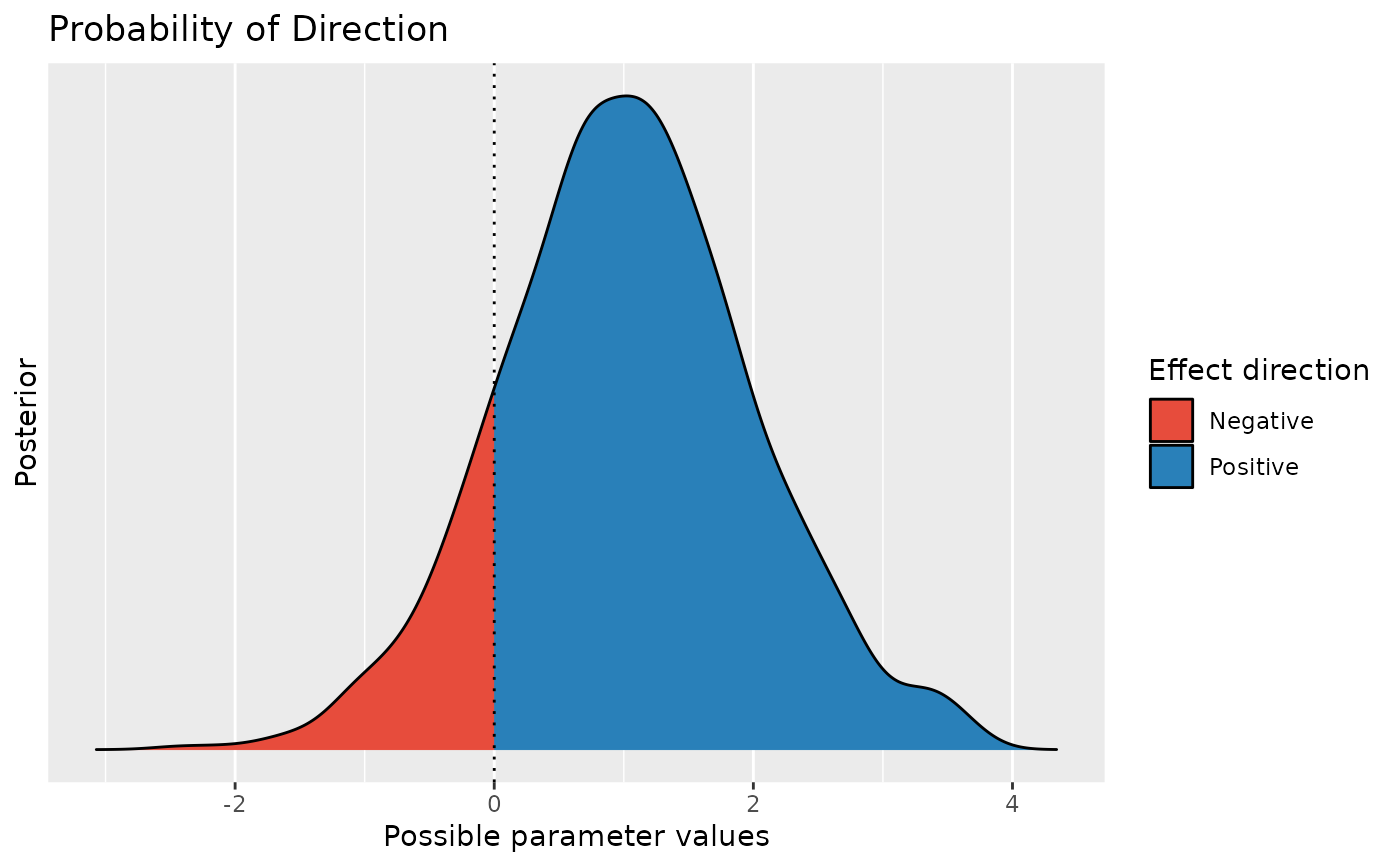 Probability of Direction
Posterior
-2 0 2 4
Possible parameter values
Effect direction
Negative
Positive